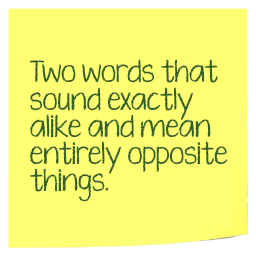 Two words that
sound exactly
alike and mean
entirely opposite
things.